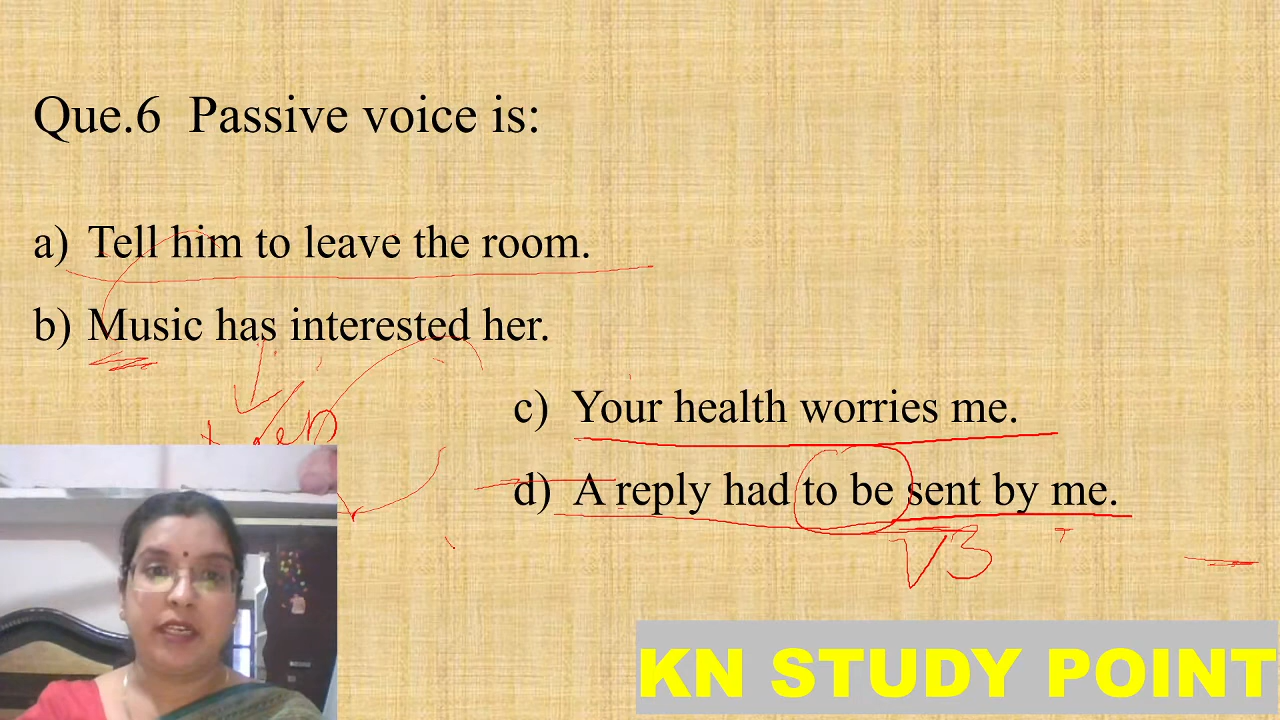 Que.6 Passive voice is:
a) Tell him to leave the room.
b) Music has interested her.
c) Your health worries me.
d) A reply had to be sent by me.
V3
KN STUDY POINT